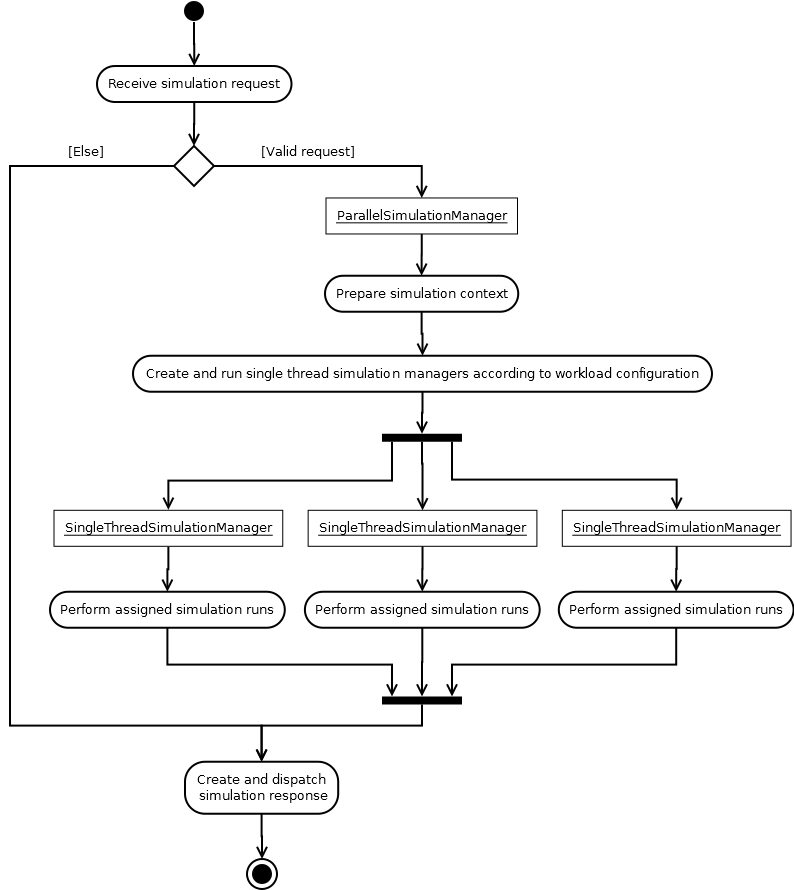 Receive simulation request
[Else]
[Valid request]
ParallelSimulationManager
Prepare simulation context
Create and run single thread simulation managers according to workload configuration
SingleThreadSimulationManager
SingleThreadSimulationManager
SingleThreadSimulationManager
Perform assigned simulation runs
Perform assigned simulation runs
Perform assigned simulation runs
Create and dispatch
simulation response